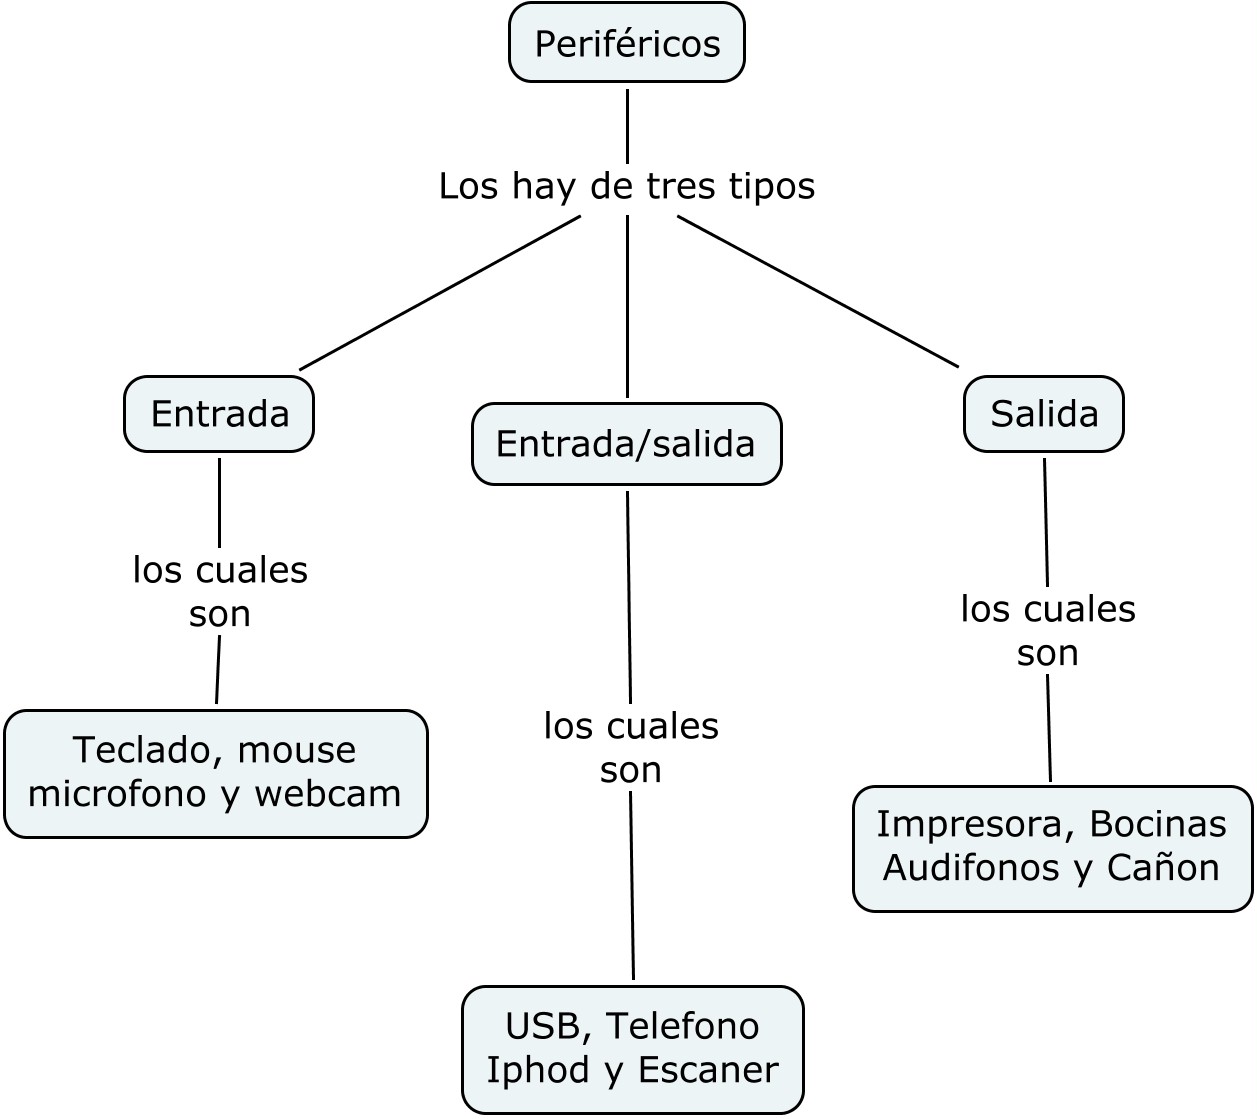 Periféricos
Los hay de tres tipos
Entrada
Entrada/salida
Salida
los cuales
son
los cuales
son
los cuales
son
Teclado, mouse
microfono y webcam
USB, Telefono
Iphod y Escaner
Impresora, Bocinas
Audifonos y Cañon